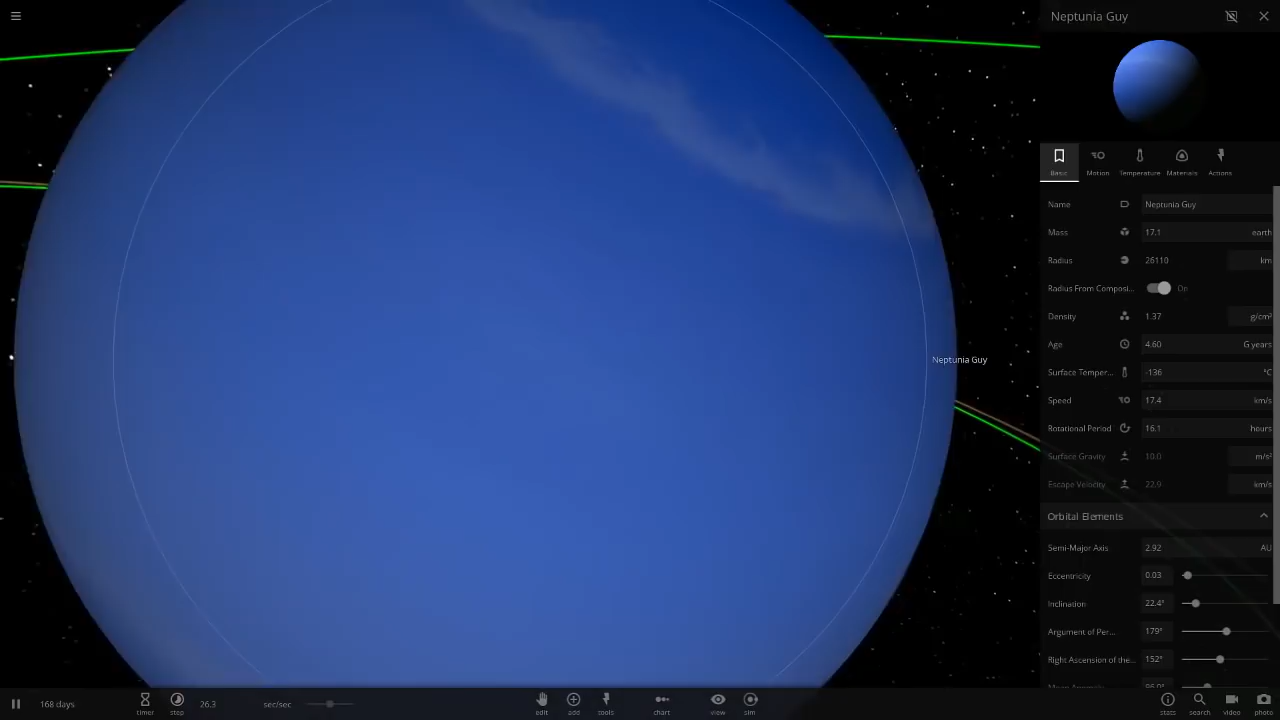 Neptunia Guy
Basic Motion Temperature Materials Actions
Name Neptunia Guy
Mass 17.1 earth
Radius 26110 km
Radius From Composi... On
Density 1.37 g/cm³
Age 4.60 G years
Surface Temper... -136 °C
Neptunia Guy
Speed 17.4 km/s
Rotational Period 16.1 hours
Surface Gravity 10.0 m/s²
Escape Velocity 22.9 km/s
Orbital Elements
Semi-Major Axis 2.92 AU
Eccentricity 0.03
Inclination 22.4°
Argument of Per... 179°
Right Ascension of the... 152°
168 days timer step 26.3 sec/sec edit add tools chart view sim stats search video photo